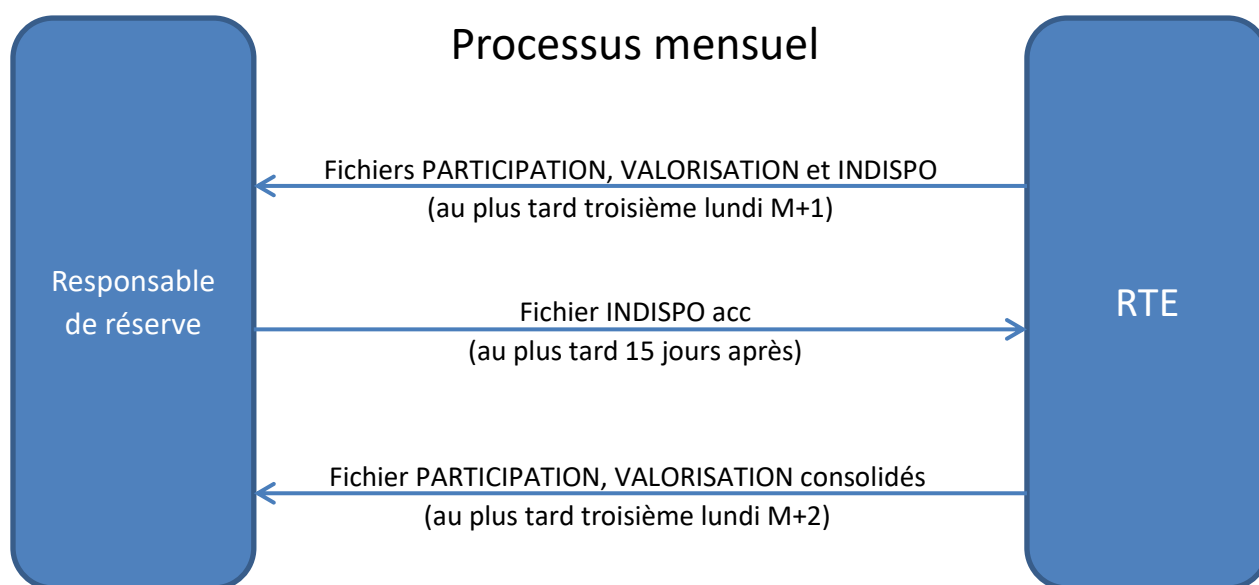 Processus mensuel
Fichiers PARTICIPATION, VALORISATION et INDISPO
(au plus tard troisième lundi M+1)
Responsable
de réserve
Fichier INDISPO acc
(au plus tard 15 jours après)
RTE
Fichier PARTICIPATION, VALORISATION consolidés
(au plus tard troisième lundi M+2)